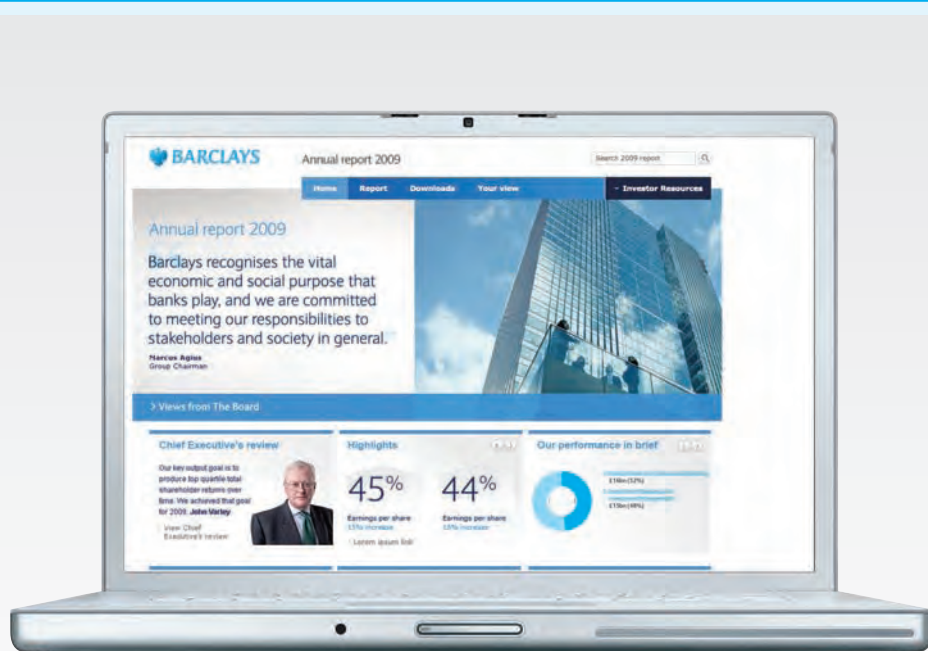 BARCLAYS
Annual report 2009
Search 2009 report
Home Report Downloads Your view
Investor Resources
Annual report 2009
Barclays recognises the vital
economic and social purpose that
banks play, and we are committed
to meeting our responsibilities to
stakeholders and society in general.
Marcus Agius
Group Chairman
> Views from The Board
Chief Executive's review
Our key output goal is to
produce top quartile total
shareholder returns over
time. We achieved that goal
for 2009. John Varley
View Chief
Executive's review
Highlights
45%
Earnings per share
15% increase
44%
Earnings per share
15% increase
Lorem ipsum link
Our performance in brief